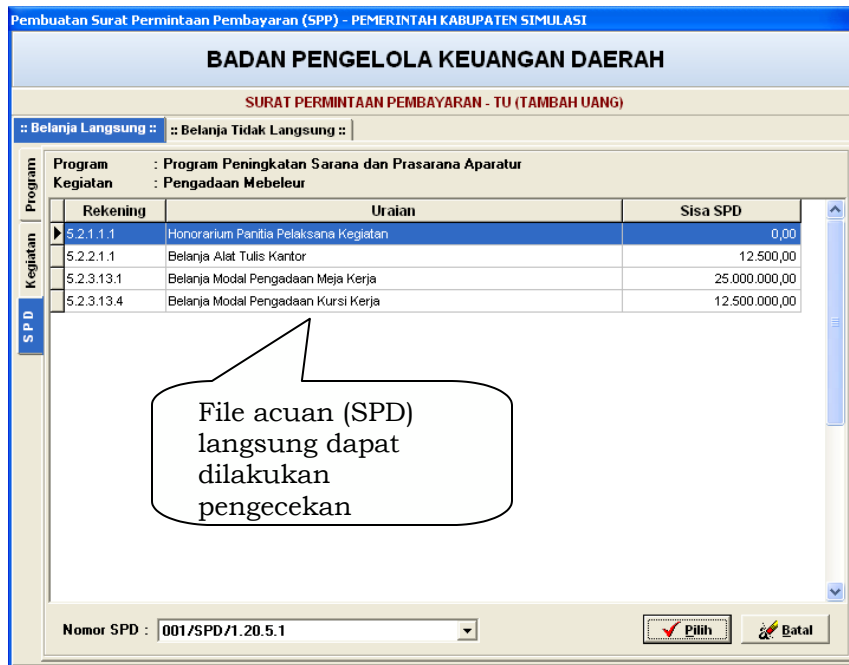 Pembuatan Surat Permintaan Pembayaran (SPP) - PEMERINTAH KABUPATEN SIMULASI
BADAN PENGELOLA KEUANGAN DAERAH
SURAT PERMINTAAN PEMBAYARAN - TU (TAMBAH UANG)
:: Belanja Langsung :: :: Belanja Tidak Langsung ::
Program
Kegiatan
S P D
Program : Program Peningkatan Sarana dan Prasarana Aparatur
Kegiatan : Pengadaan Mebeleur
Rekening Uraian Sisa SPD
5.2.1.1.1 Honorarium Panitia Pelaksana Kegiatan 0,00
5.2.2.1.1 Belanja Alat Tulis Kantor 12.500,00
5.2.3.13.1 Belanja Modal Pengadaan Meja Kerja 25.000.000,00
5.2.3.13.4 Belanja Modal Pengadaan Kursi Kerja 12.500.000,00
File acuan (SPD)
langsung dapat
dilakukan
pengecekan
Nomor SPD : 001/SPD/1.20.5.1 Pilih Batal